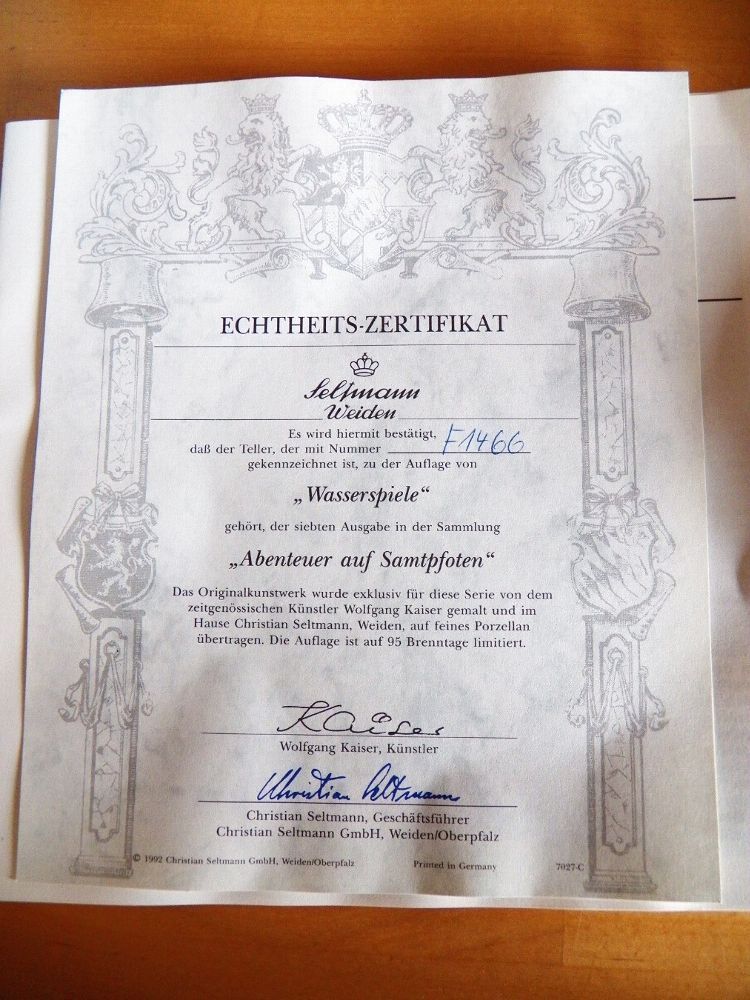 ECHTHEITS-ZERTIFIKAT
Seltmann
Weiden
Es wird hiermit bestätigt,
daß der Teller, der mit Nummer F1466
gekennzeichnet ist, zu der Auflage von
„Wasserspiele“
gehört, der siebten Ausgabe in der Sammlung
„Abenteuer auf Samtpfoten“
Das Originalkunstwerk wurde exklusiv für diese Serie von dem
zeitgenössischen Künstler Wolfgang Kaiser gemalt und im
Hause Christian Seltmann, Weiden, auf feines Porzellan
übertragen. Die Auflage ist auf 95 Brenntage limitiert.
Kaiser
Wolfgang Kaiser, Künstler
Christian Seltmann
Christian Seltmann, Geschäftsführer
Christian Seltmann GmbH, Weiden/Oberpfalz
© 1992 Christian Seltmann GmbH, Weiden/Oberpfalz Printed in Germany 7027-C